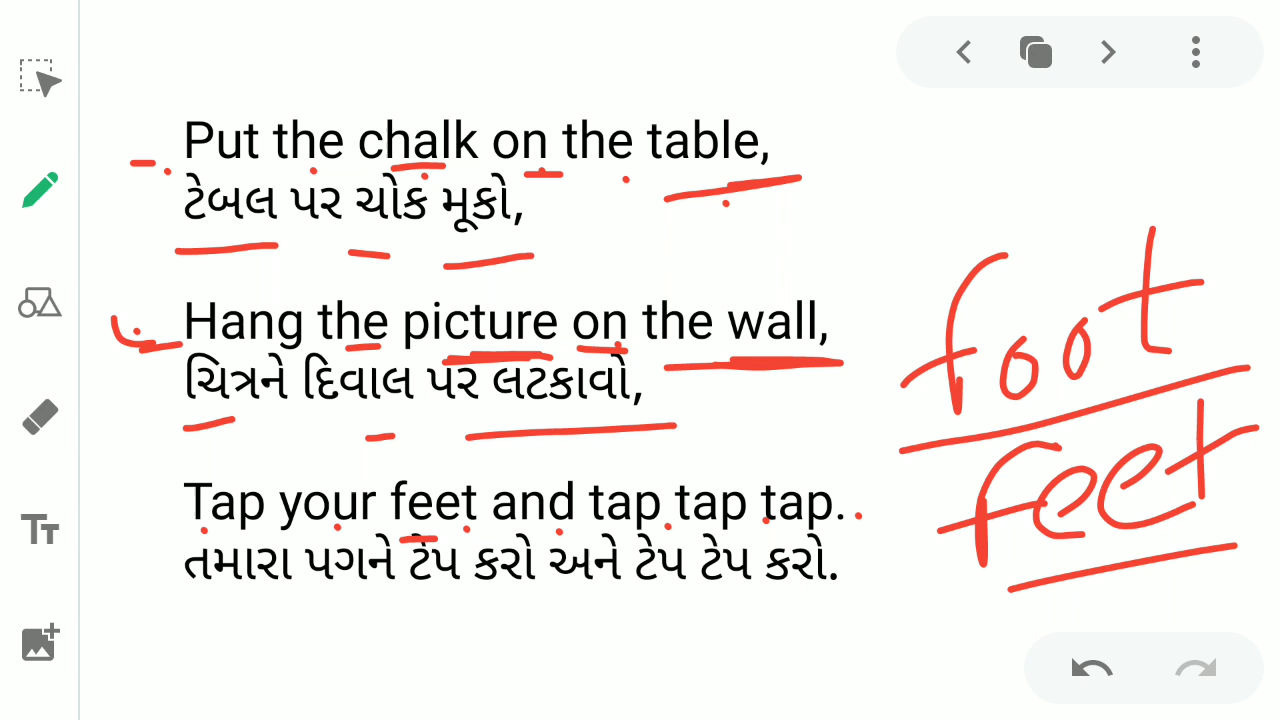 Put the chalk on the table,
ટેબલ પર ચોક મૂકો,
Hang the picture on the wall,
ચિત્રને દિવાલ પર લટકાવો,
Tap your feet and tap tap tap.
તમારા પગને ટેપ કરો અને ટેપ ટેપ કરો.
foot
feet
Tт